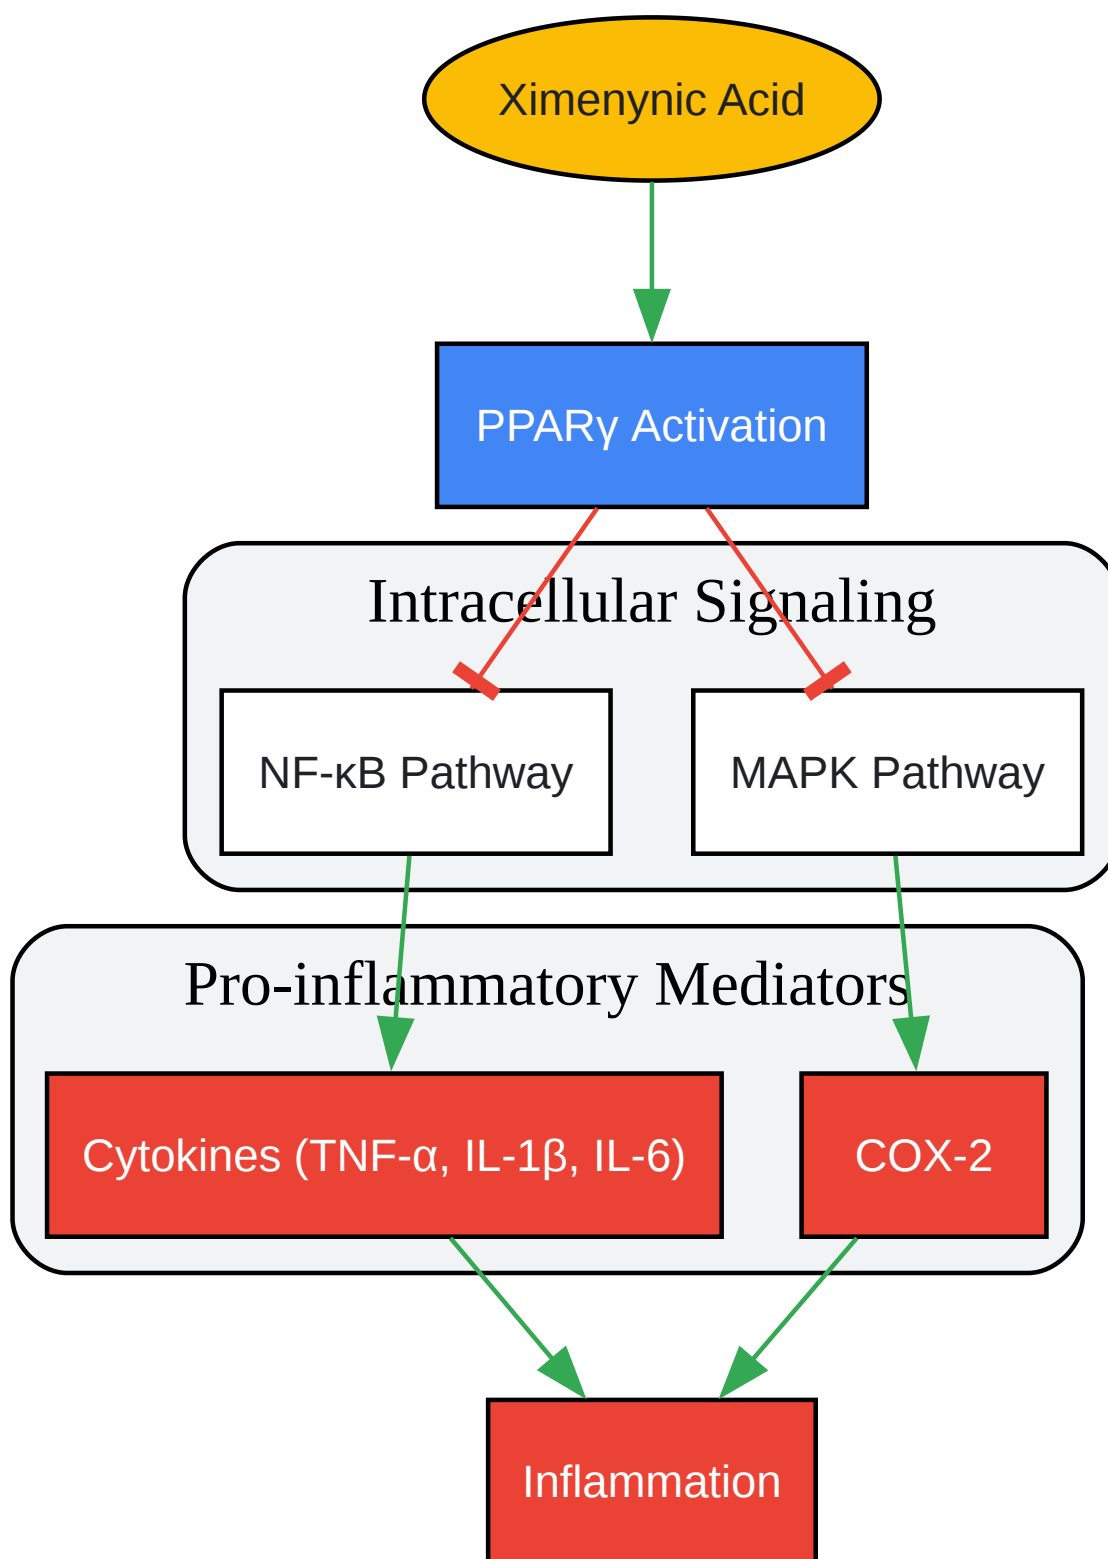 Ximenynic Acid
PPARγ Activation
Intracellular Signaling
NF-κB Pathway
MAPK Pathway
Pro-inflammatory Mediators
Cytokines (TNF-α, IL-1β, IL-6)
COX-2
Inflammation